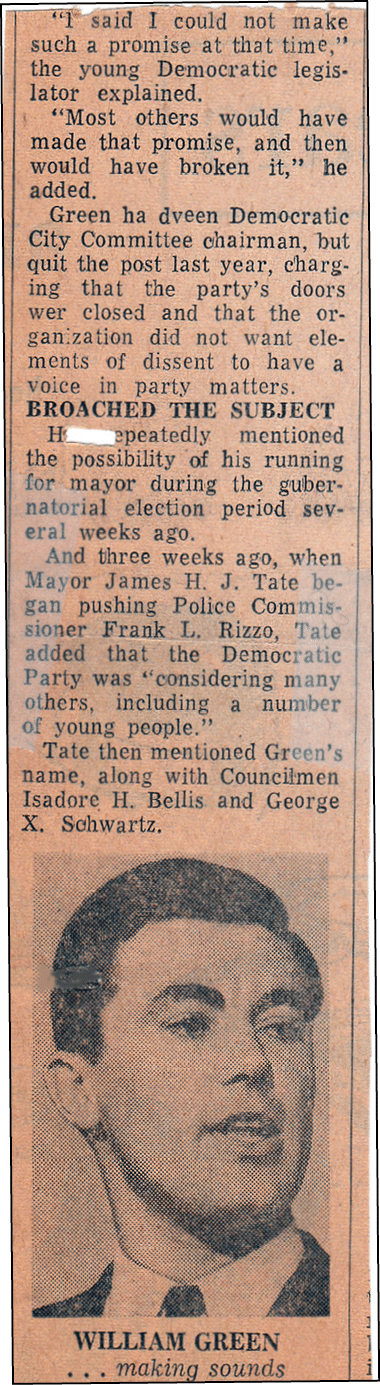 "I said I could not make
such a promise at that time,"
the young Democratic legis-
lator explained.
"Most others would have
made that promise, and then
would have broken it," he
added.
Green ha dveen Democratic
City Committee chairman, but
quit the post last year, charg-
ing that the party's doors
wer closed and that the or-
ganization did not want ele-
ments of dissent to have a
voice in party matters.
BROACHED THE SUBJECT
H epeatedly mentioned
the possibility of his running
for mayor during the guber-
natorial election period sev-
eral weeks ago.
And three weeks ago, when
Mayor James H. J. Tate be-
gan pushing Police Commis-
sioner Frank L. Rizzo, Tate
added that the Democratic
Party was "considering many
others, including a number
of young people."
Tate then mentioned Green's
name, along with Councilmen
Isadore H. Bellis and George
X. Schwartz.
WILLIAM GREEN
. . . making sounds